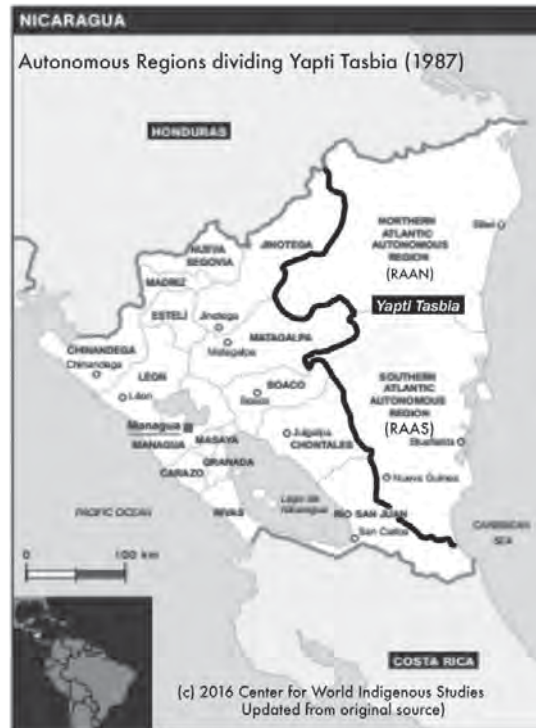 NICARAGUA
Autonomous Regions dividing Yapti Tasbia (1987)
HONDURAS
NUEVA
SEGOVIA
JINOTEGA
NORTHERN
ATLANTIC
AUTONOMOUS
REGION
(RAAN)
MADRIZ
Yapti Tasbia
ESTELÍ
Jinotega
MATAGALPA
Matagalpa
CHINANDEGA
Chinandega
LEON
BOACO
Boaco
SOUTHERN
ATLANTIC
AUTONOMOUS
REGION
(RAAS)
Managua
MANAGUA
MASAYA
Juigalpa
CHONTALES
Bluefields
GRANADA
CARAZO
Nueva Guinea
Lago de
Nicaragua
RIVAS
RIO SAN JUAN
San Carlos
PACIFIC OCEAN
CARIBBEAN
SEA
0 100 km
COSTA RICA
(c) 2016 Center for World Indigenous Studies
Updated from original source)